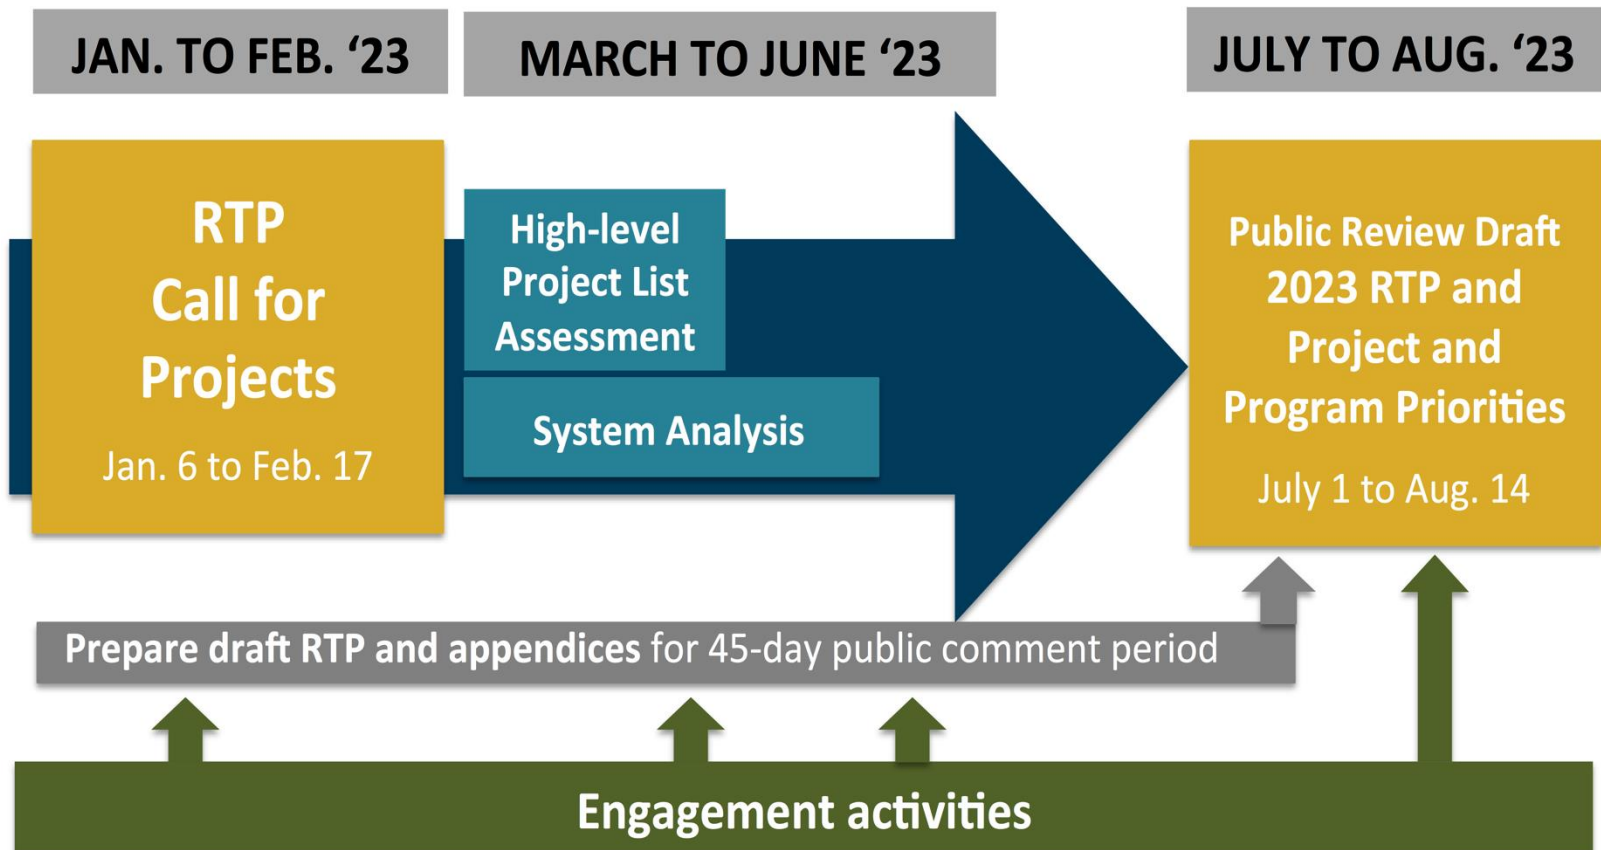 JAN. TO FEB. ‘23
MARCH TO JUNE ‘23
JULY TO AUG. ‘23
RTP
Call for
Projects
Jan. 6 to Feb. 17
High-level
Project List
Assessment
System Analysis
Public Review Draft
2023 RTP and
Project and
Program Priorities
July 1 to Aug. 14
Prepare draft RTP and appendices for 45-day public comment period
Engagement activities